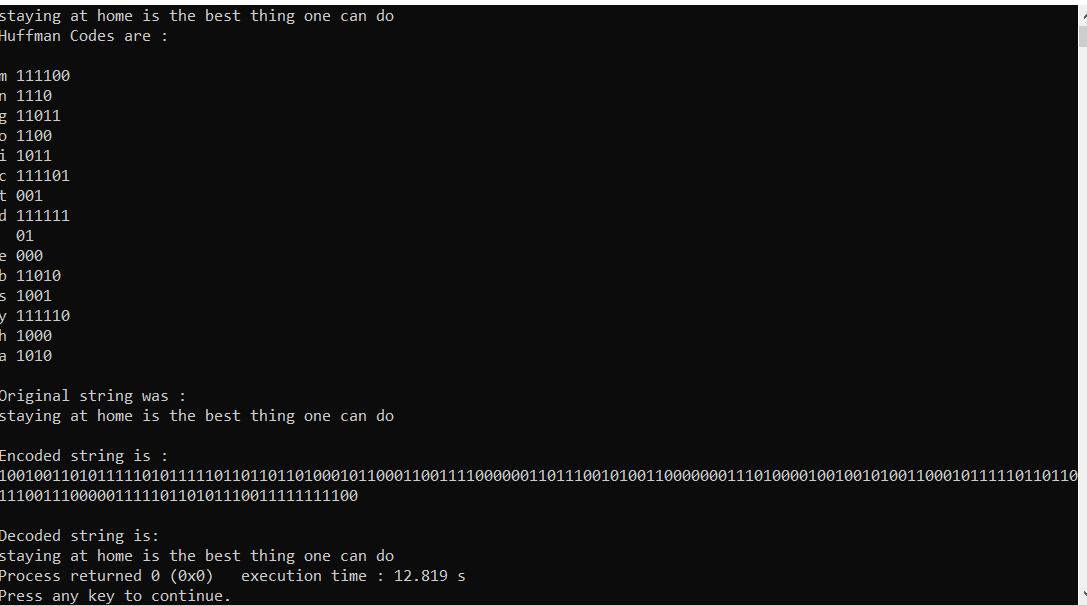 staying at home is the best thing one can do
Huffman Codes are :
m 111100
n 1110
g 11011
o 1100
i 1011
c 111101
t 001
d 111111
01
e 000
b 11010
s 1001
y 111110
h 1000
a 1010
Original string was :
staying at home is the best thing one can do
Encoded string is :
100100110101111101011111011011011010001011000110011110000001101110010100110000000111010000100100101001100010111110110110
1110011100000111110110101110011111111100
Decoded string is:
staying at home is the best thing one can do
Process returned 0 (0x0)   execution time : 12.819 s
Press any key to continue.